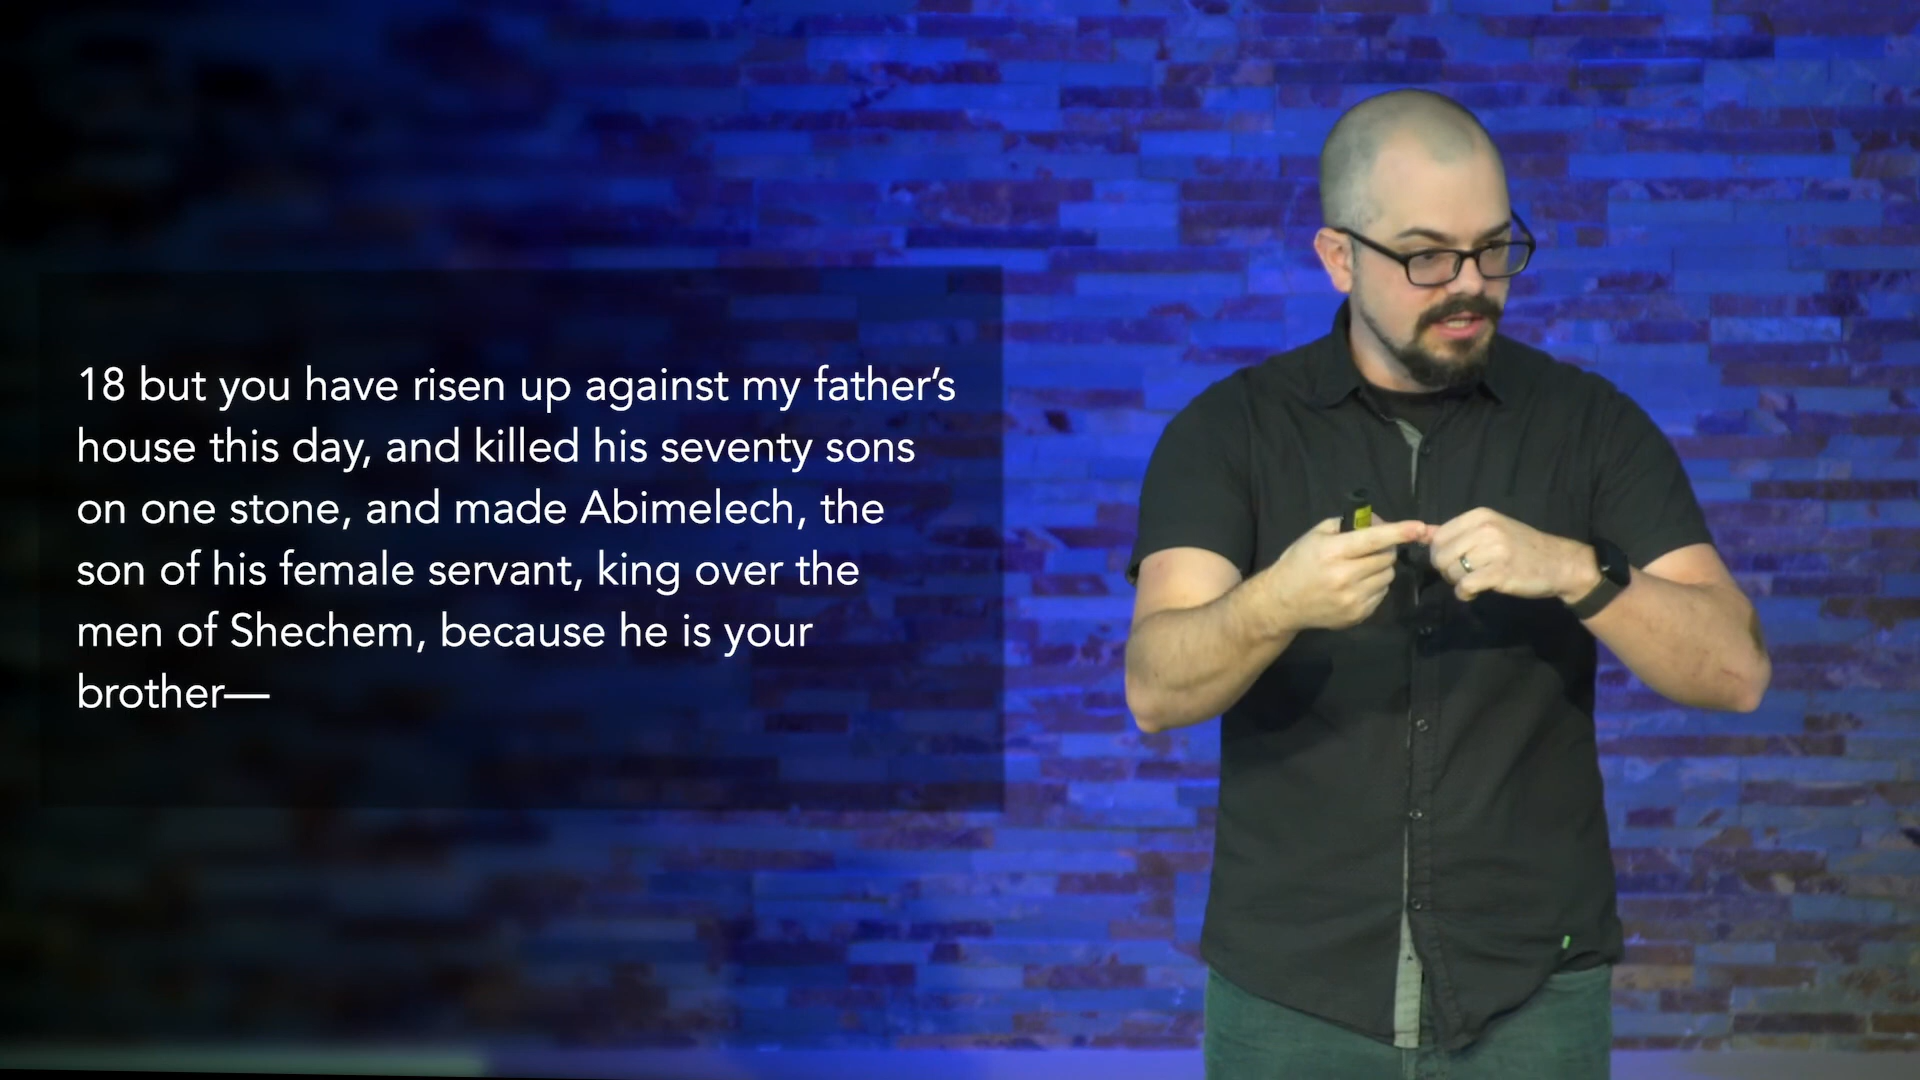 18 but you have risen up against my father’s
house this day, and killed his seventy sons
on one stone, and made Abimelech, the
son of his female servant, king over the
men of Shechem, because he is your
brother—